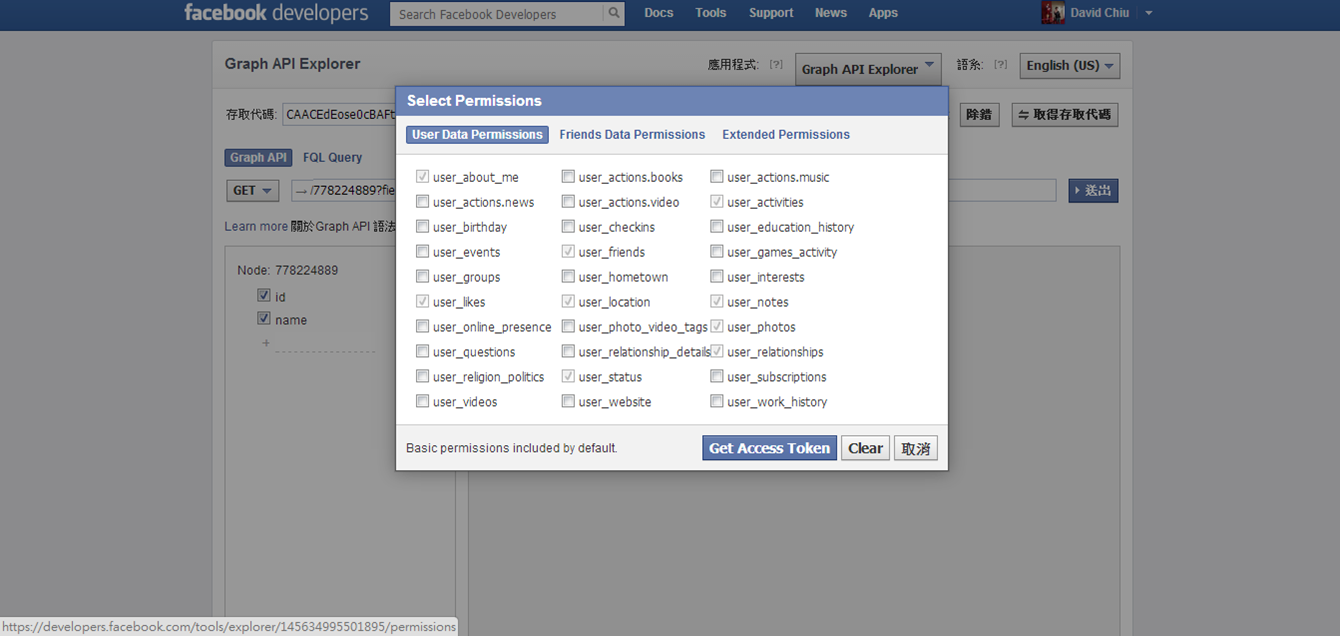 facebook developers Search Facebook Developers Docs Tools Support News Apps David Chiu
Graph API Explorer 應用程式: [?] Graph API Explorer 語系: [?] English (US)
存取代碼: CAACEdEose0cBAFt 除錯 取得存取代碼
Graph API FQL Query
GET → /778224889?fie 送出
Learn more 關於Graph API 語法
Node: 778224889
id
name
+
Select Permissions
User Data Permissions Friends Data Permissions Extended Permissions
user_about_me user_actions.books user_actions.music
user_actions.news user_actions.video user_activities
user_birthday user_checkins user_education_history
user_events user_friends user_games_activity
user_groups user_hometown user_interests
user_likes user_location user_notes
user_online_presence user_photo_video_tags user_photos
user_questions user_relationship_details user_relationships
user_religion_politics user_status user_subscriptions
user_videos user_website user_work_history
Basic permissions included by default. Get Access Token Clear 取消
https://developers.facebook.com/tools/explorer/145634995501895/permissions